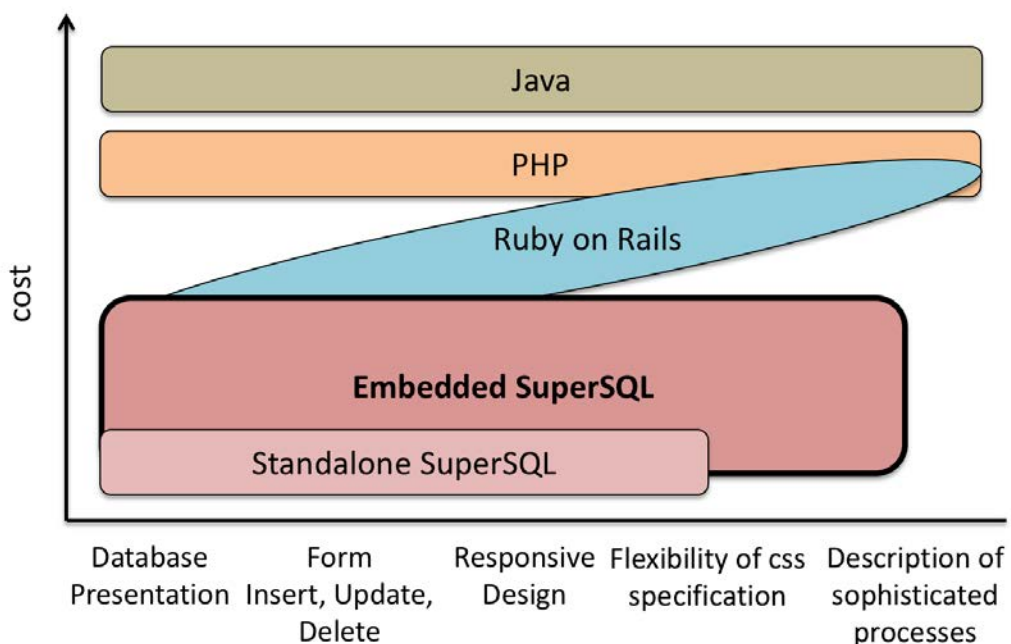 Java
PHP
Ruby on Rails
cost
Embedded SuperSQL
Standalone SuperSQL
Database
Presentation
Form
Insert, Update,
Delete
Responsive
Design
Flexibility of css
specification
Description of
sophisticated
processes